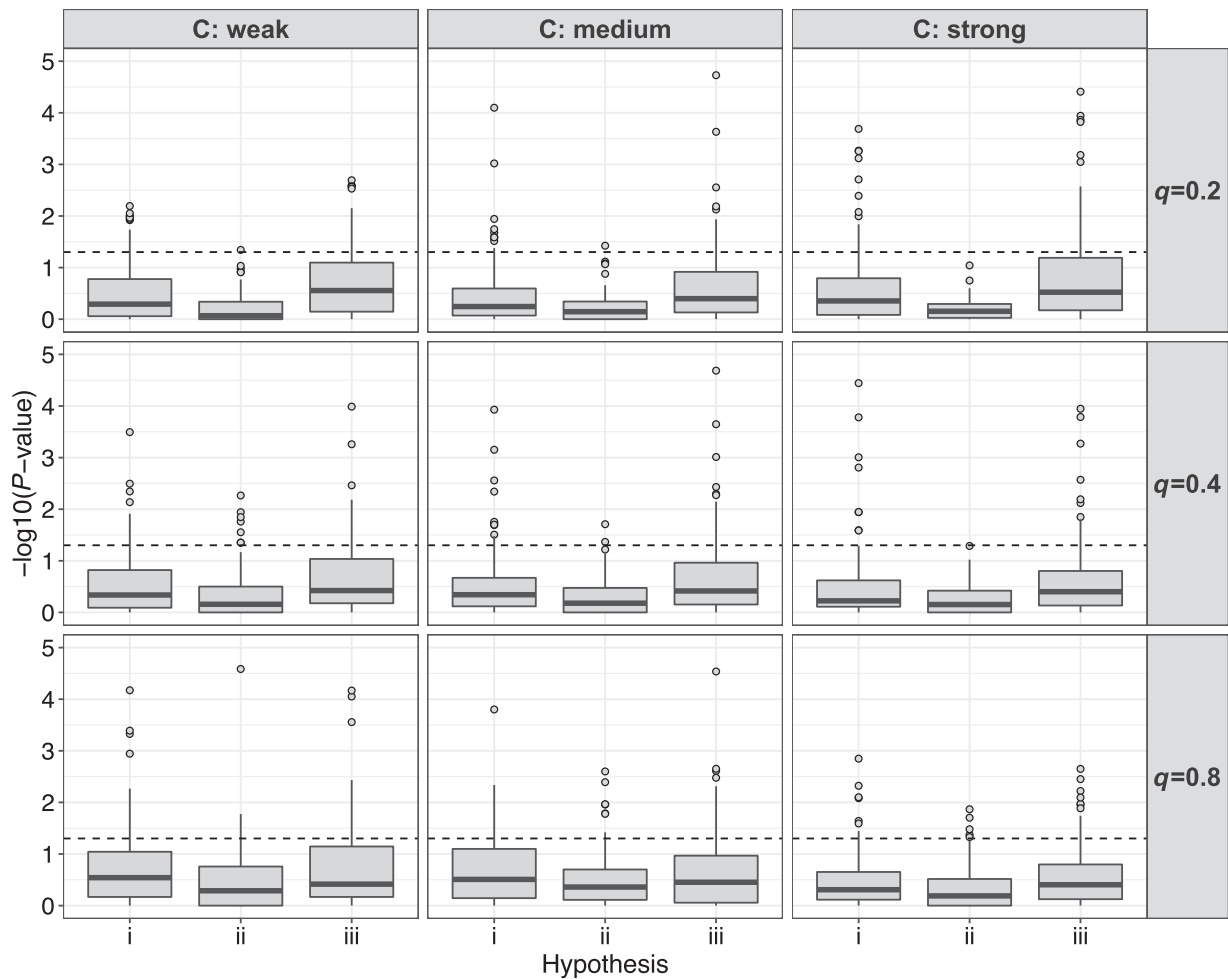 C: weak
C: medium
C: strong
5
4
3
2
1
0
q=0.2
5
4
3
2
1
0
q=0.4
5
4
3
2
1
0
q=0.8
−log10(P−value)
i
ii
iii
i
ii
iii
i
ii
iii
Hypothesis